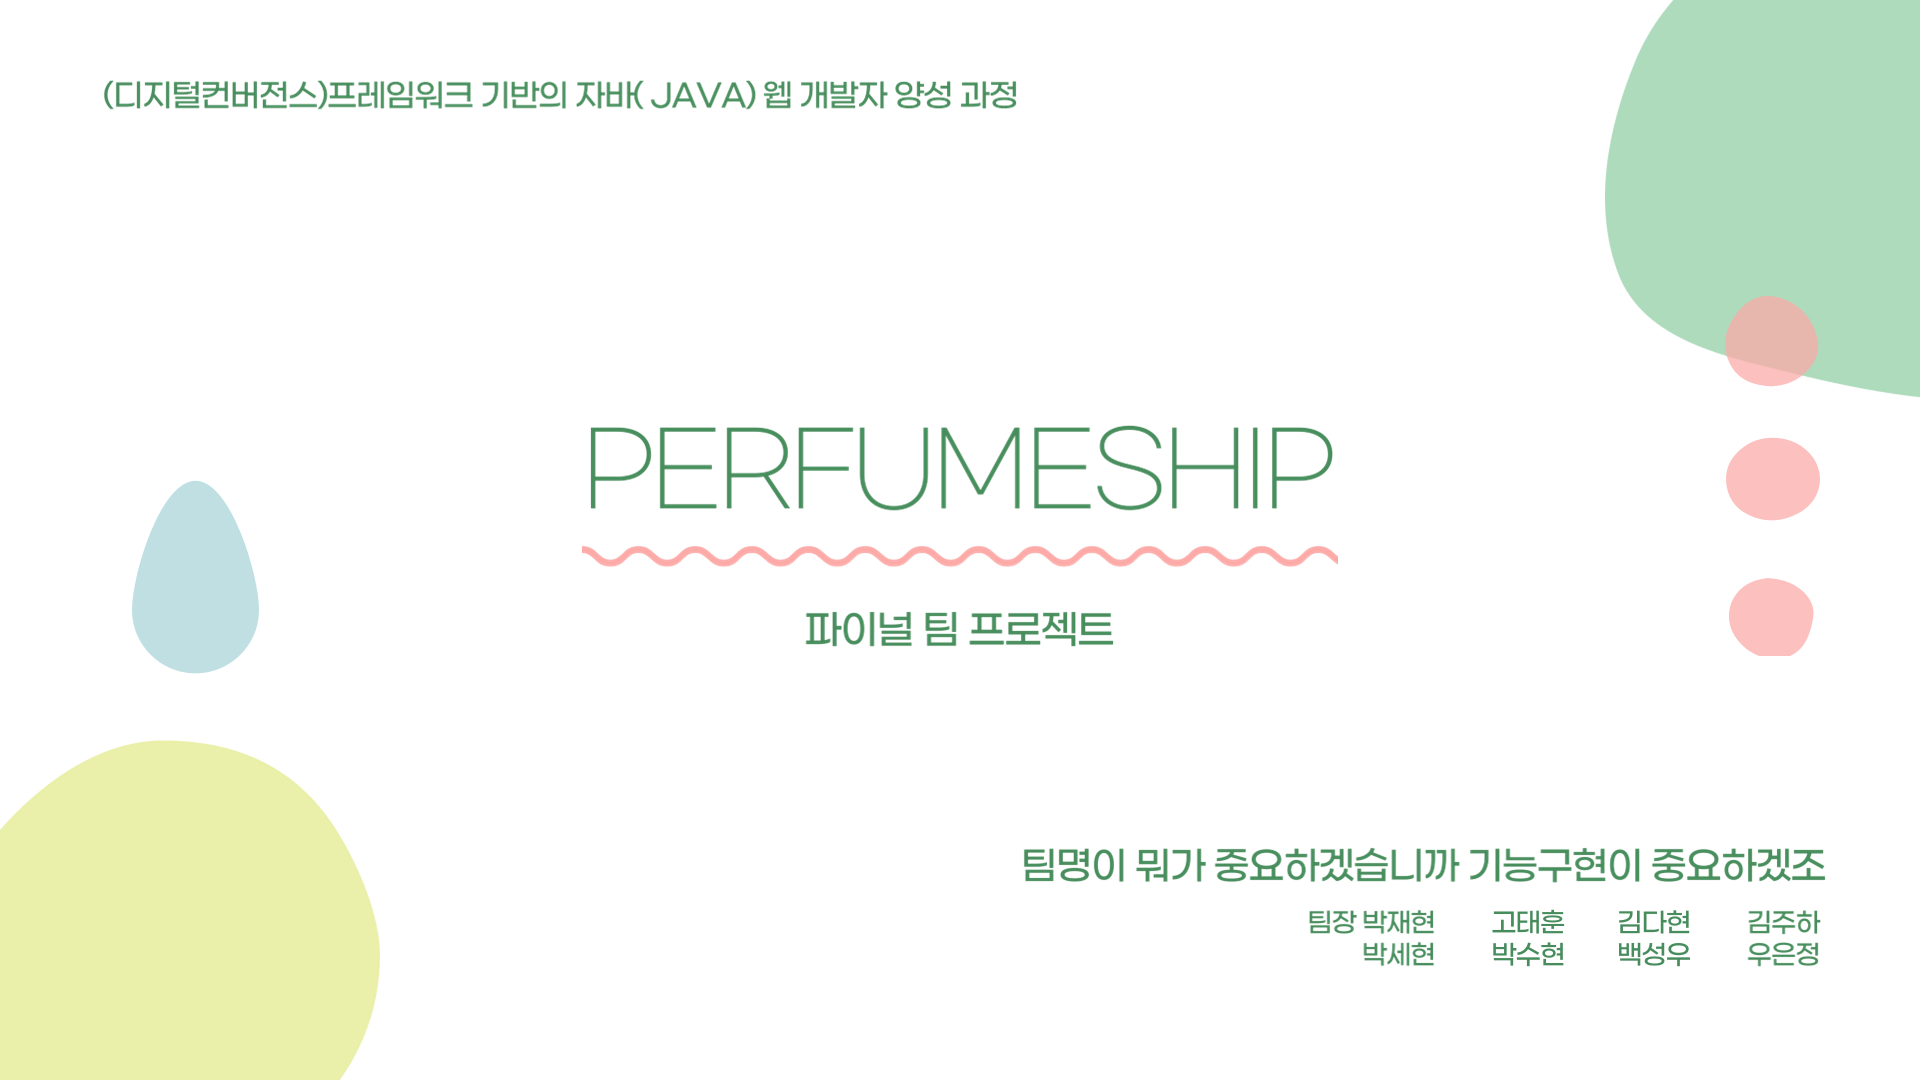 (디지털컨버전스)프레임워크 기반의 자바( JAVA) 웹 개발자 양성 과정
PERFUMESHIP
파이널 팀 프로젝트
팀명이 뭐가 중요하겠습니까 기능구현이 중요하겠조
팀장 박재현 고태훈 김다현 김주하
박세현 박수현 백성우 우은정